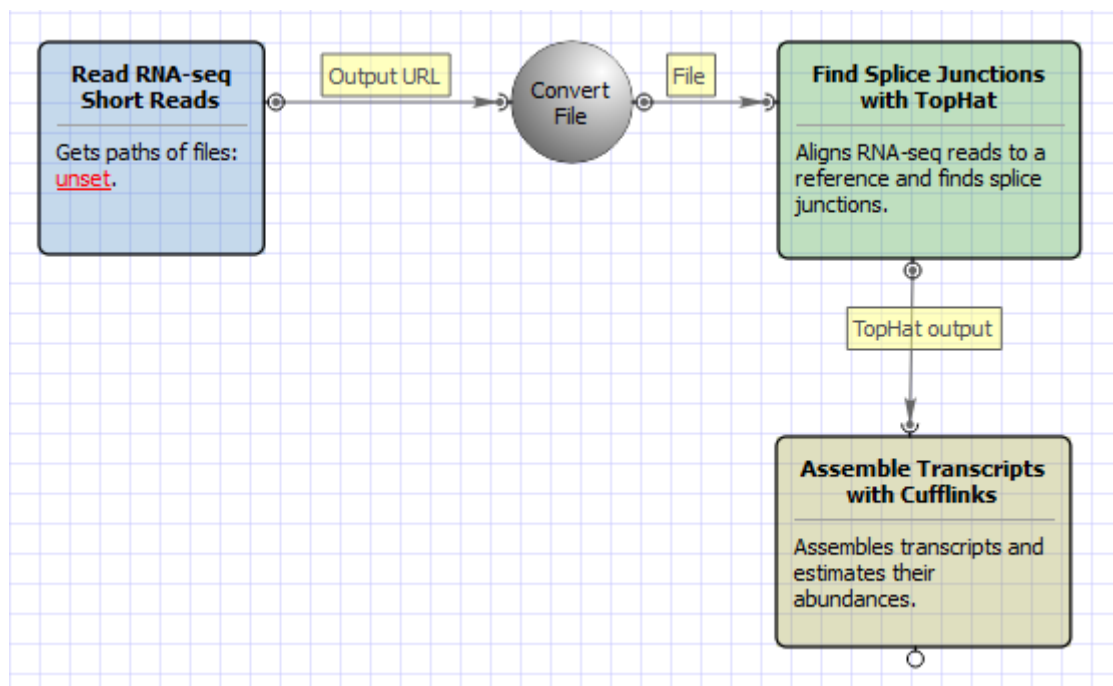 Read RNA-seq
Short Reads
Gets paths of files:
unset.
Output URL
Convert
File
File
Find Splice Junctions
with TopHat
Aligns RNA-seq reads to a
reference and finds splice
junctions.
TopHat output
Assemble Transcripts
with Cufflinks
Assembles transcripts and
estimates their
abundances.